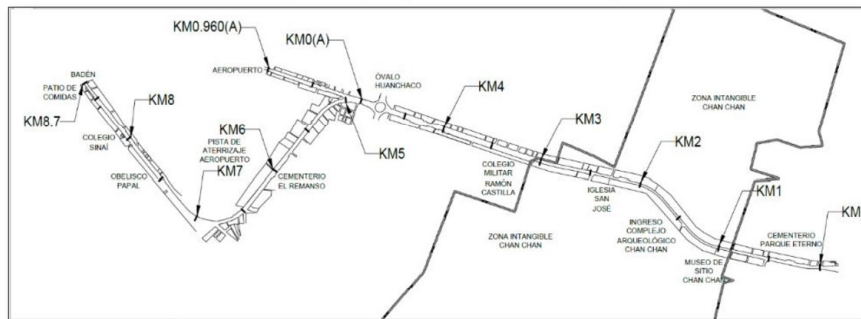 KM0.960(A)
KM0(A)
AEROPUERTO
ÓVALO
HUANCHACO
BADÉN
PATIO DE
COMIDAS
KM8.7
KM8
COLEGIO
SINAÍ
OBELISCO
PAPAL
KM7
KM6
PISTA DE
ATERRIZAJE
AEROPUERTO
CEMENTERIO
EL REMANSO
KM5
KM4
KM3
COLEGIO
MILITAR
RAMÓN
CASTILLA
ZONA INTANGIBLE
CHAN CHAN
ZONA INTANGIBLE
CHAN CHAN
KM2
IGLESIA
SAN
JOSÉ
INGRESO
COMPLEJO
ARQUEOLÓGICO
CHAN CHAN
KM1
MUSEO DE
SITIO
CHAN CHA
CEMENTERIO
PARQUE ETERNO
KM